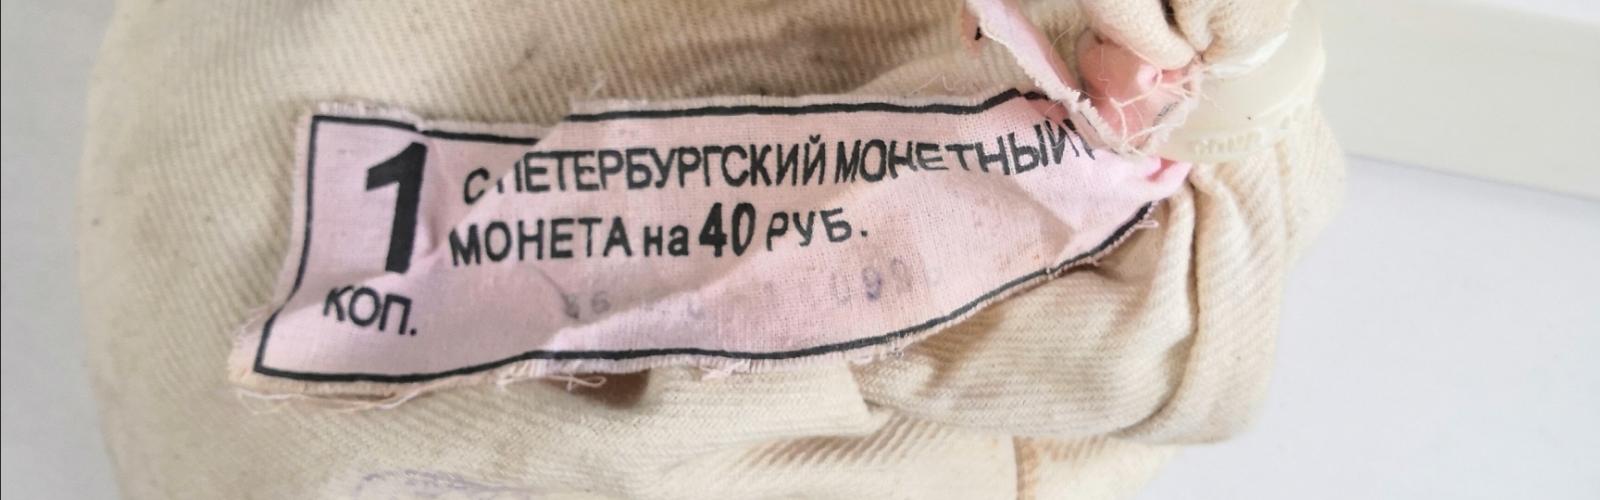 1
КОП.
С ПЕТЕРБУРГСКИЙ МОНЕТНЫЙ
МОНЕТА на 40 РУБ.